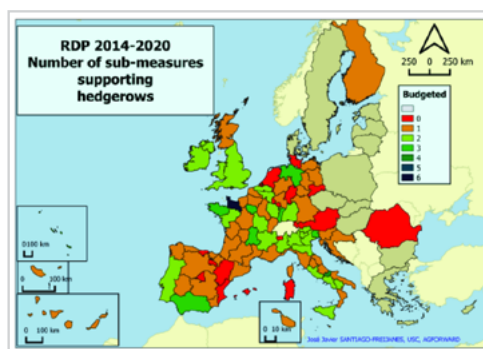 RDP 2014-2020
Number of sub-measures
supporting
hedgerows
250 0 250 km
Budgeted
0
1
2
3
4
5
6
0 100 km
0 100 km
0 100 km
0 10 km
José Javier SANTIAGO-FREIJANES, USC, AGFORWARD